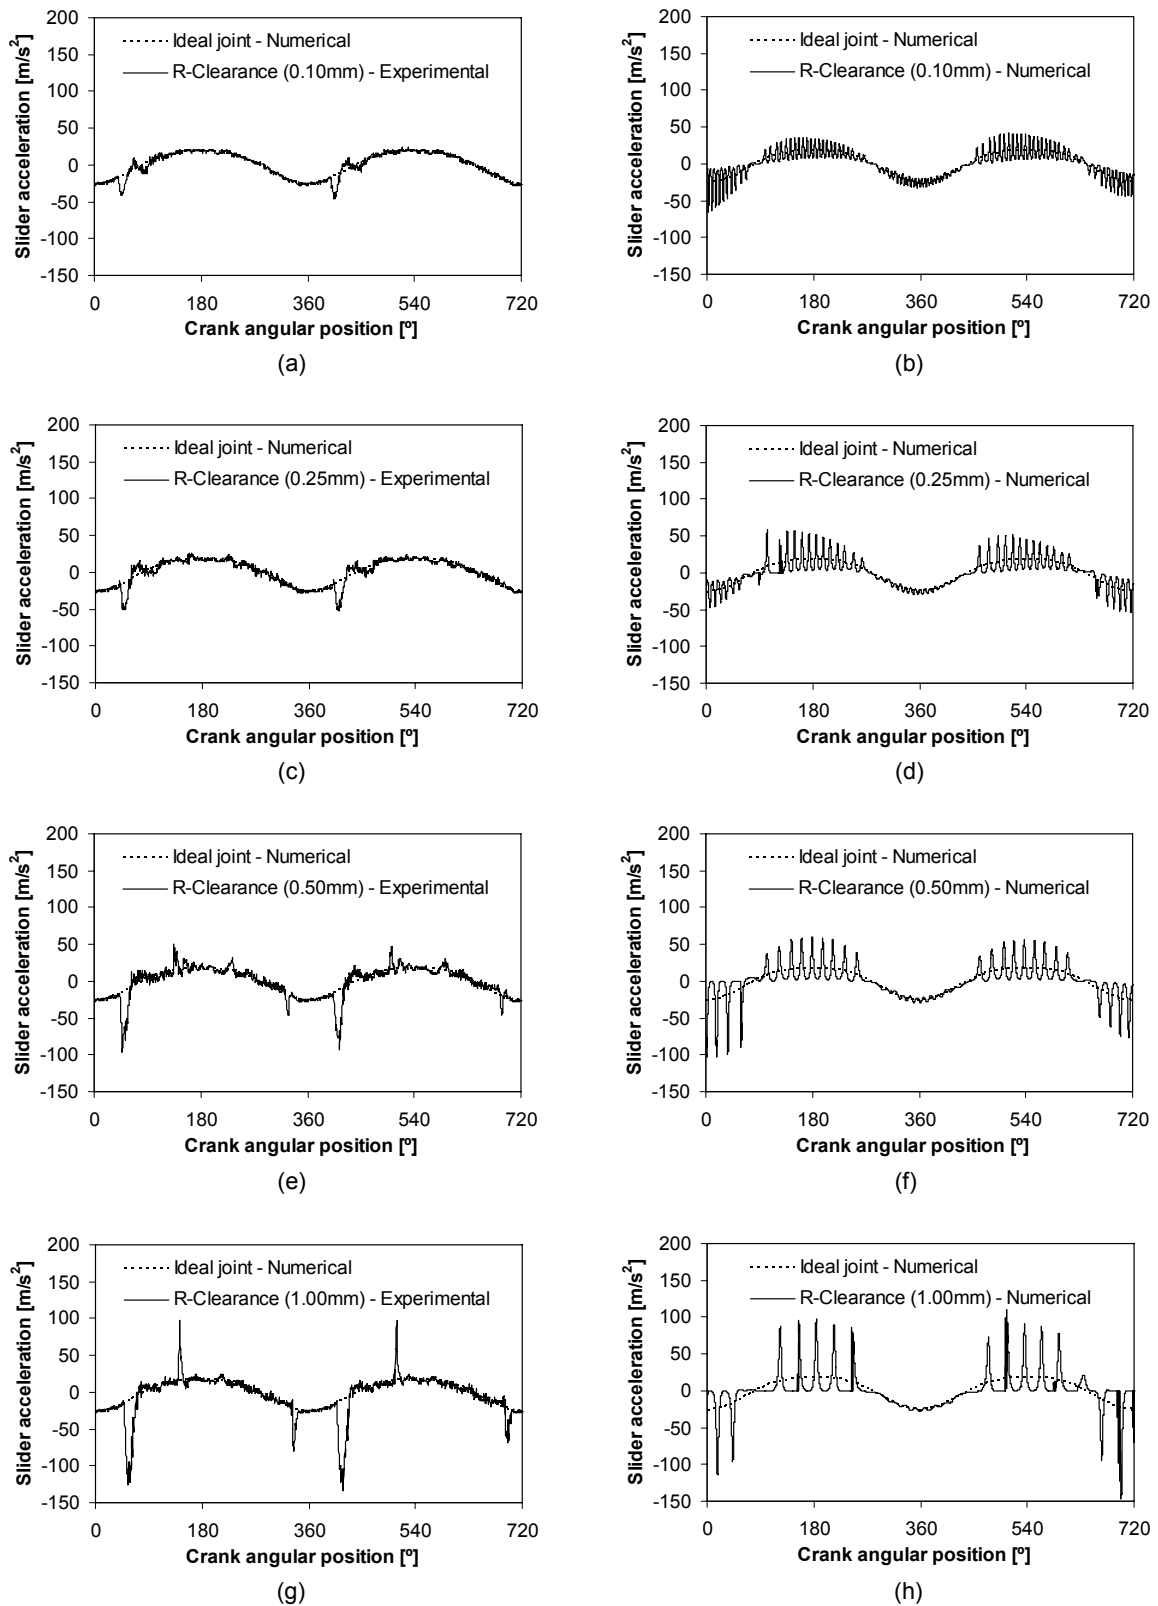 Slider acceleration [m/s²]
200
150
100
50
0
-50
-100
-150
Ideal joint - Numerical
R-Clearance (0.10mm) - Experimental
0 180 360 540 720
Crank angular position [º]
(a)
Slider acceleration [m/s²]
200
150
100
50
0
-50
-100
-150
Ideal joint - Numerical
R-Clearance (0.10mm) - Numerical
0 180 360 540 720
Crank angular position [º]
(b)
Slider acceleration [m/s²]
200
150
100
50
0
-50
-100
-150
Ideal joint - Numerical
R-Clearance (0.25mm) - Experimental
0 180 360 540 720
Crank angular position [º]
(c)
Slider acceleration [m/s²]
200
150
100
50
0
-50
-100
-150
Ideal joint - Numerical
R-Clearance (0.25mm) - Numerical
0 180 360 540 720
Crank angular position [º]
(d)
Slider acceleration [m/s²]
200
150
100
50
0
-50
-100
-150
Ideal joint - Numerical
R-Clearance (0.50mm) - Experimental
0 180 360 540 720
Crank angular position [º]
(e)
Slider acceleration [m/s²]
200
150
100
50
0
-50
-100
-150
Ideal joint - Numerical
R-Clearance (0.50mm) - Numerical
0 180 360 540 720
Crank angular position [º]
(f)
Slider acceleration [m/s²]
200
150
100
50
0
-50
-100
-150
Ideal joint - Numerical
R-Clearance (1.00mm) - Experimental
0 180 360 540 720
Crank angular position [º]
(g)
Slider acceleration [m/s²]
200
150
100
50
0
-50
-100
-150
Ideal joint - Numerical
R-Clearance (1.00mm) - Numerical
0 180 360 540 720
Crank angular position [º]
(h)